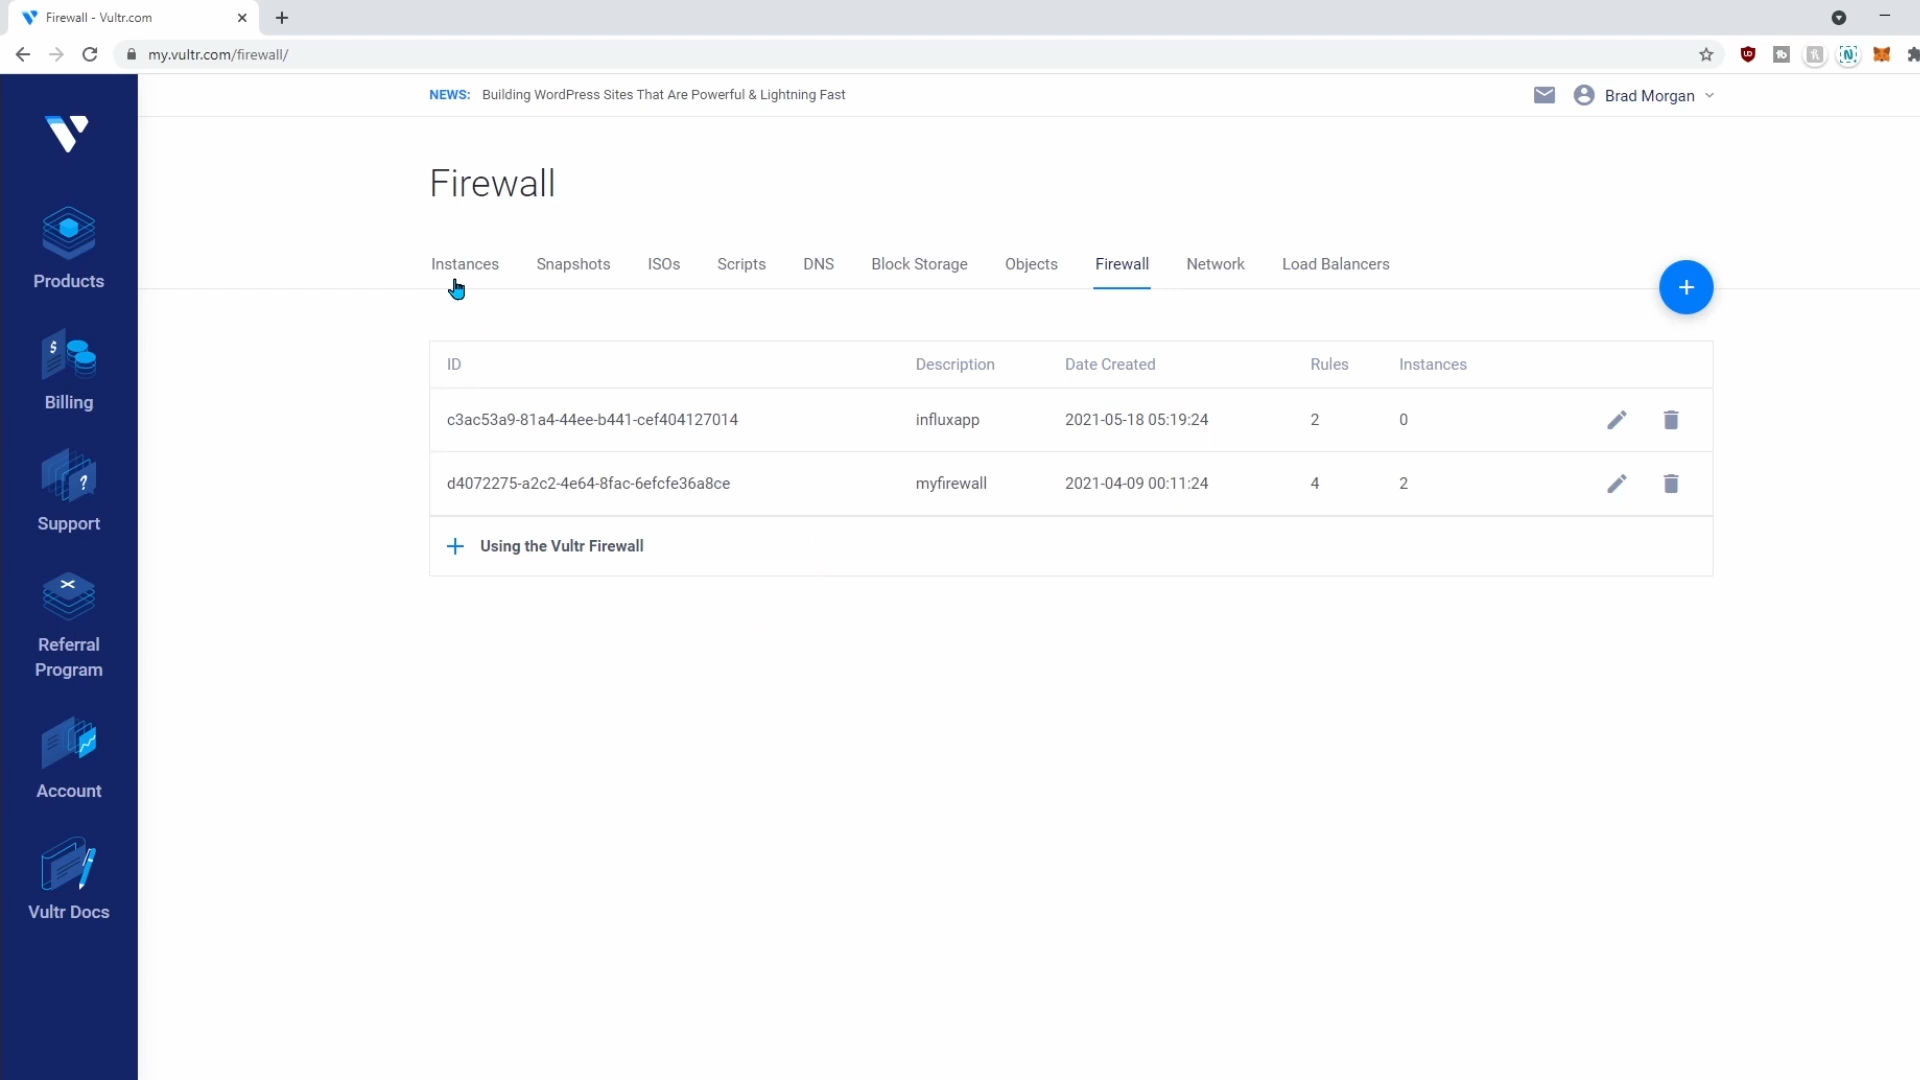 Firewall - Vultr.com
my.vultr.com/firewall/
NEWS: Building WordPress Sites That Are Powerful & Lightning Fast
Brad Morgan
Firewall
Instances Snapshots ISOs Scripts DNS Block Storage Objects Firewall Network Load Balancers
ID Description Date Created Rules Instances
c3ac53a9-81a4-44ee-b441-cef404127014 influxapp 2021-05-18 05:19:24 2 0
d4072275-a2c2-4e64-8fac-6efcfe36a8ce myfirewall 2021-04-09 00:11:24 4 2
Using the Vultr Firewall
Products
Billing
Support
Referral
Program
Account
Vultr Docs